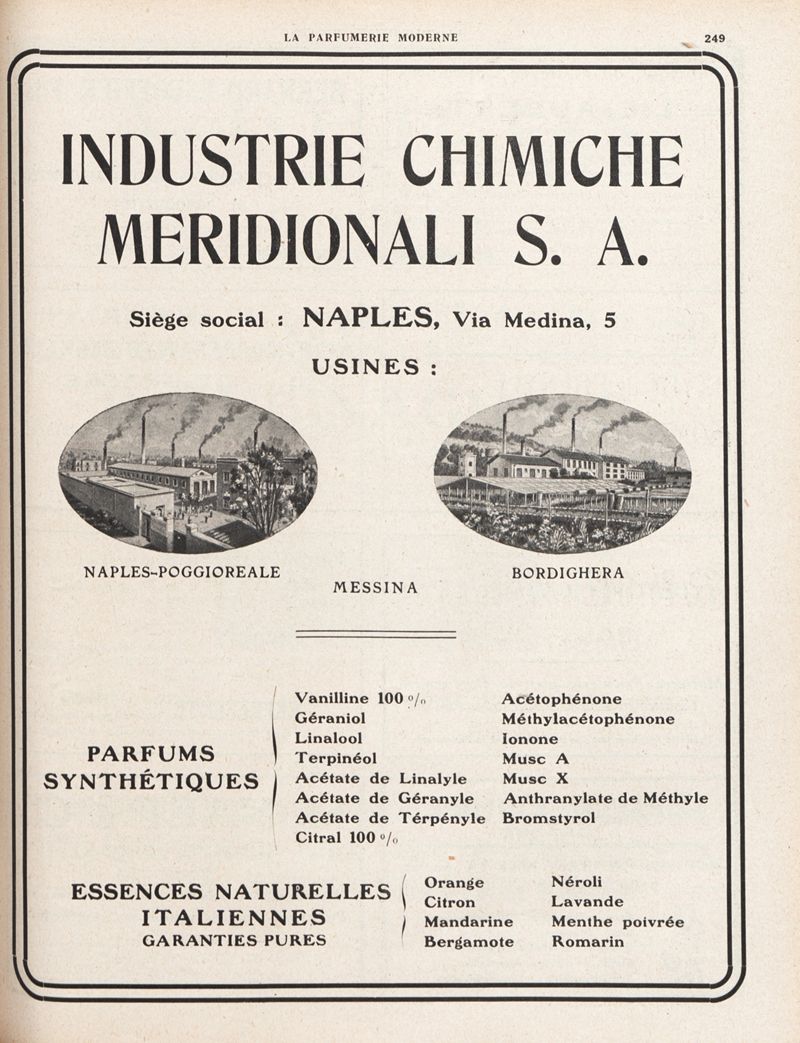 LA PARFUMERIE MODERNE
249
INDUSTRIE CHIMICHE
MERIDIONALI S. A.
Siège social : NAPLES, Via Medina, 5
USINES :
NAPLES-POGGIOREALE
BORDIGHERA
MESSINA
PARFUMS
SYNTHÉTIQUES
Vanilline 100 %
Géraniol
Linalool
Terpinéol
Acétate de Linalyle
Acétate de Géranyle
Acétate de Térpényle
Citral 100 %
Acétophénone
Méthylacétophénone
Ionone
Musc A
Musc X
Anthranylate de Méthyle
Bromstyrol
ESSENCES NATURELLES
ITALIENNES
GARANTIES PURES
Orange
Citron
Mandarine
Bergamote
Néroli
Lavande
Menthe poivrée
Romarin